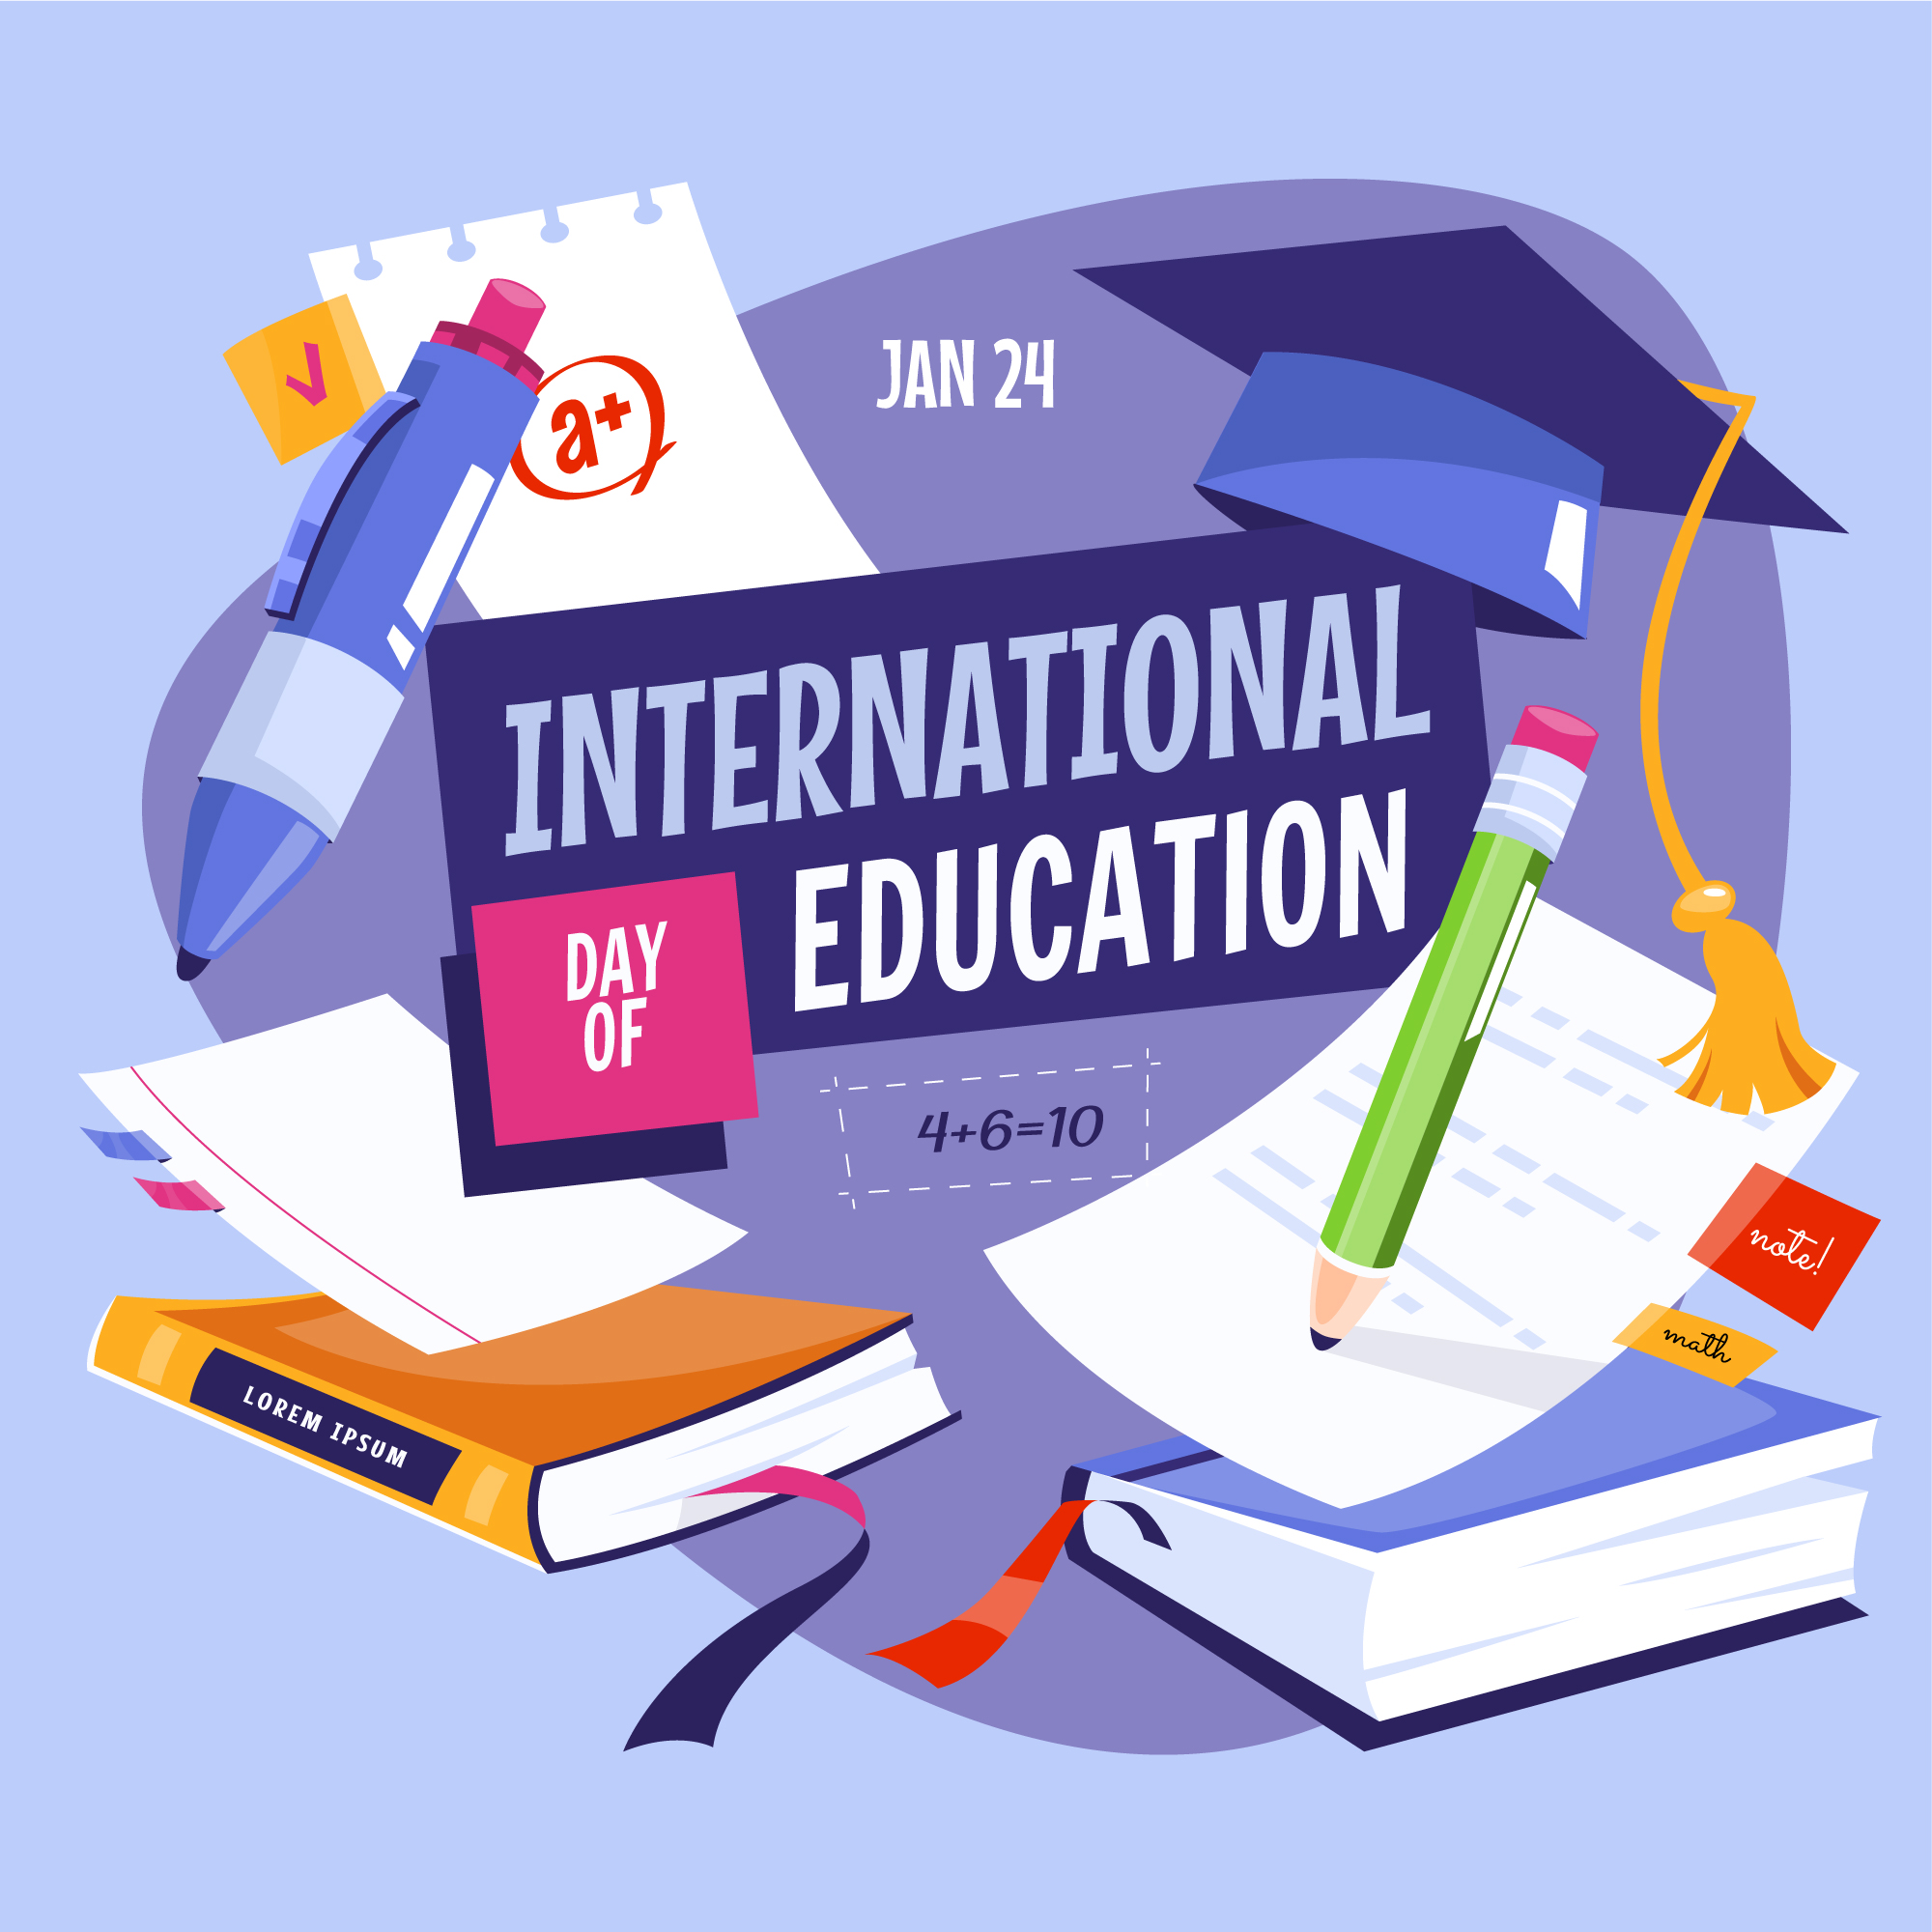 JAN 24
a+
INTERNATIONAL
DAY
OF
EDUCATION
4+6=10
note!
math
LOREM IPSUM